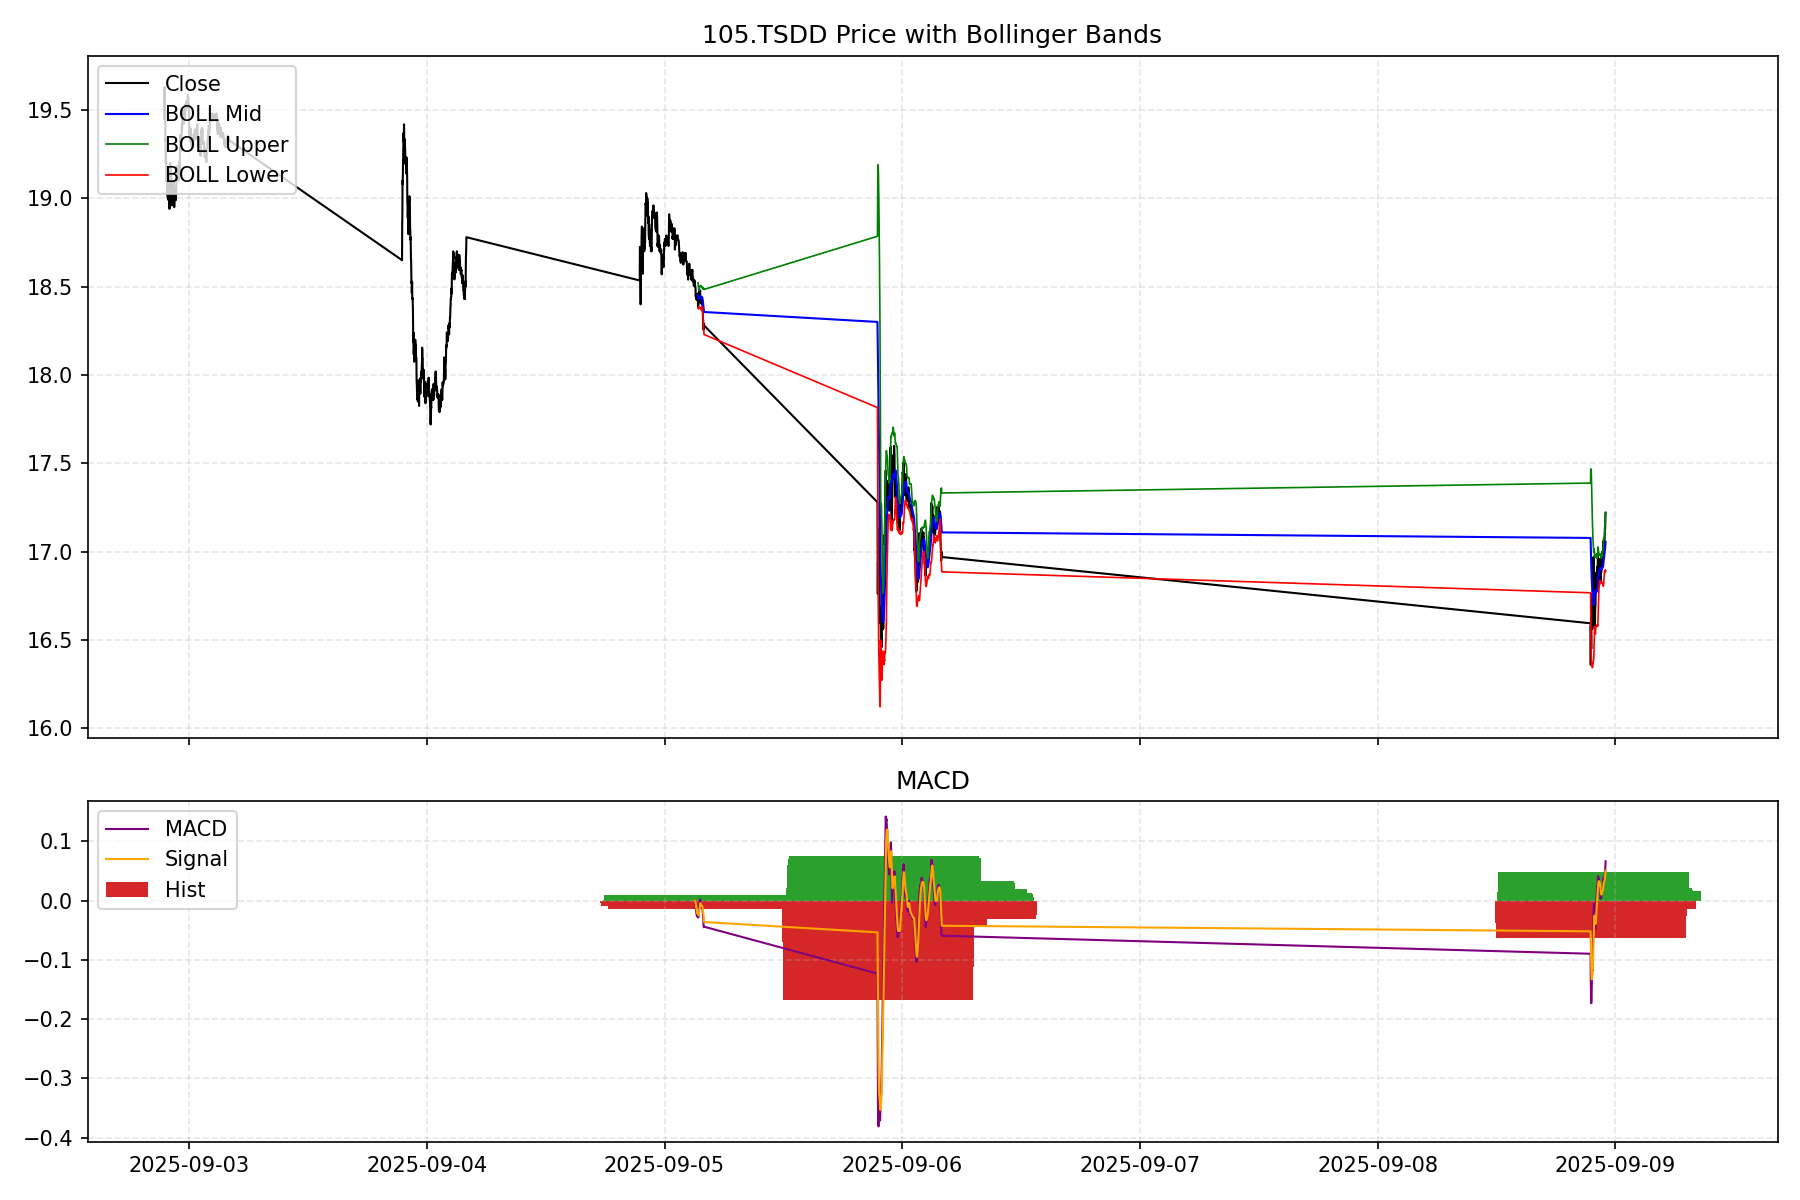 105.TSDD Price with Bollinger Bands
Close
BOLL Mid
BOLL Upper
BOLL Lower
19.5
19.0
18.5
18.0
17.5
17.0
16.5
16.0
MACD
MACD
Signal
Hist
0.1
0.0
−0.1
−0.2
−0.3
−0.4
2025-09-03 2025-09-04 2025-09-05 2025-09-06 2025-09-07 2025-09-08 2025-09-09